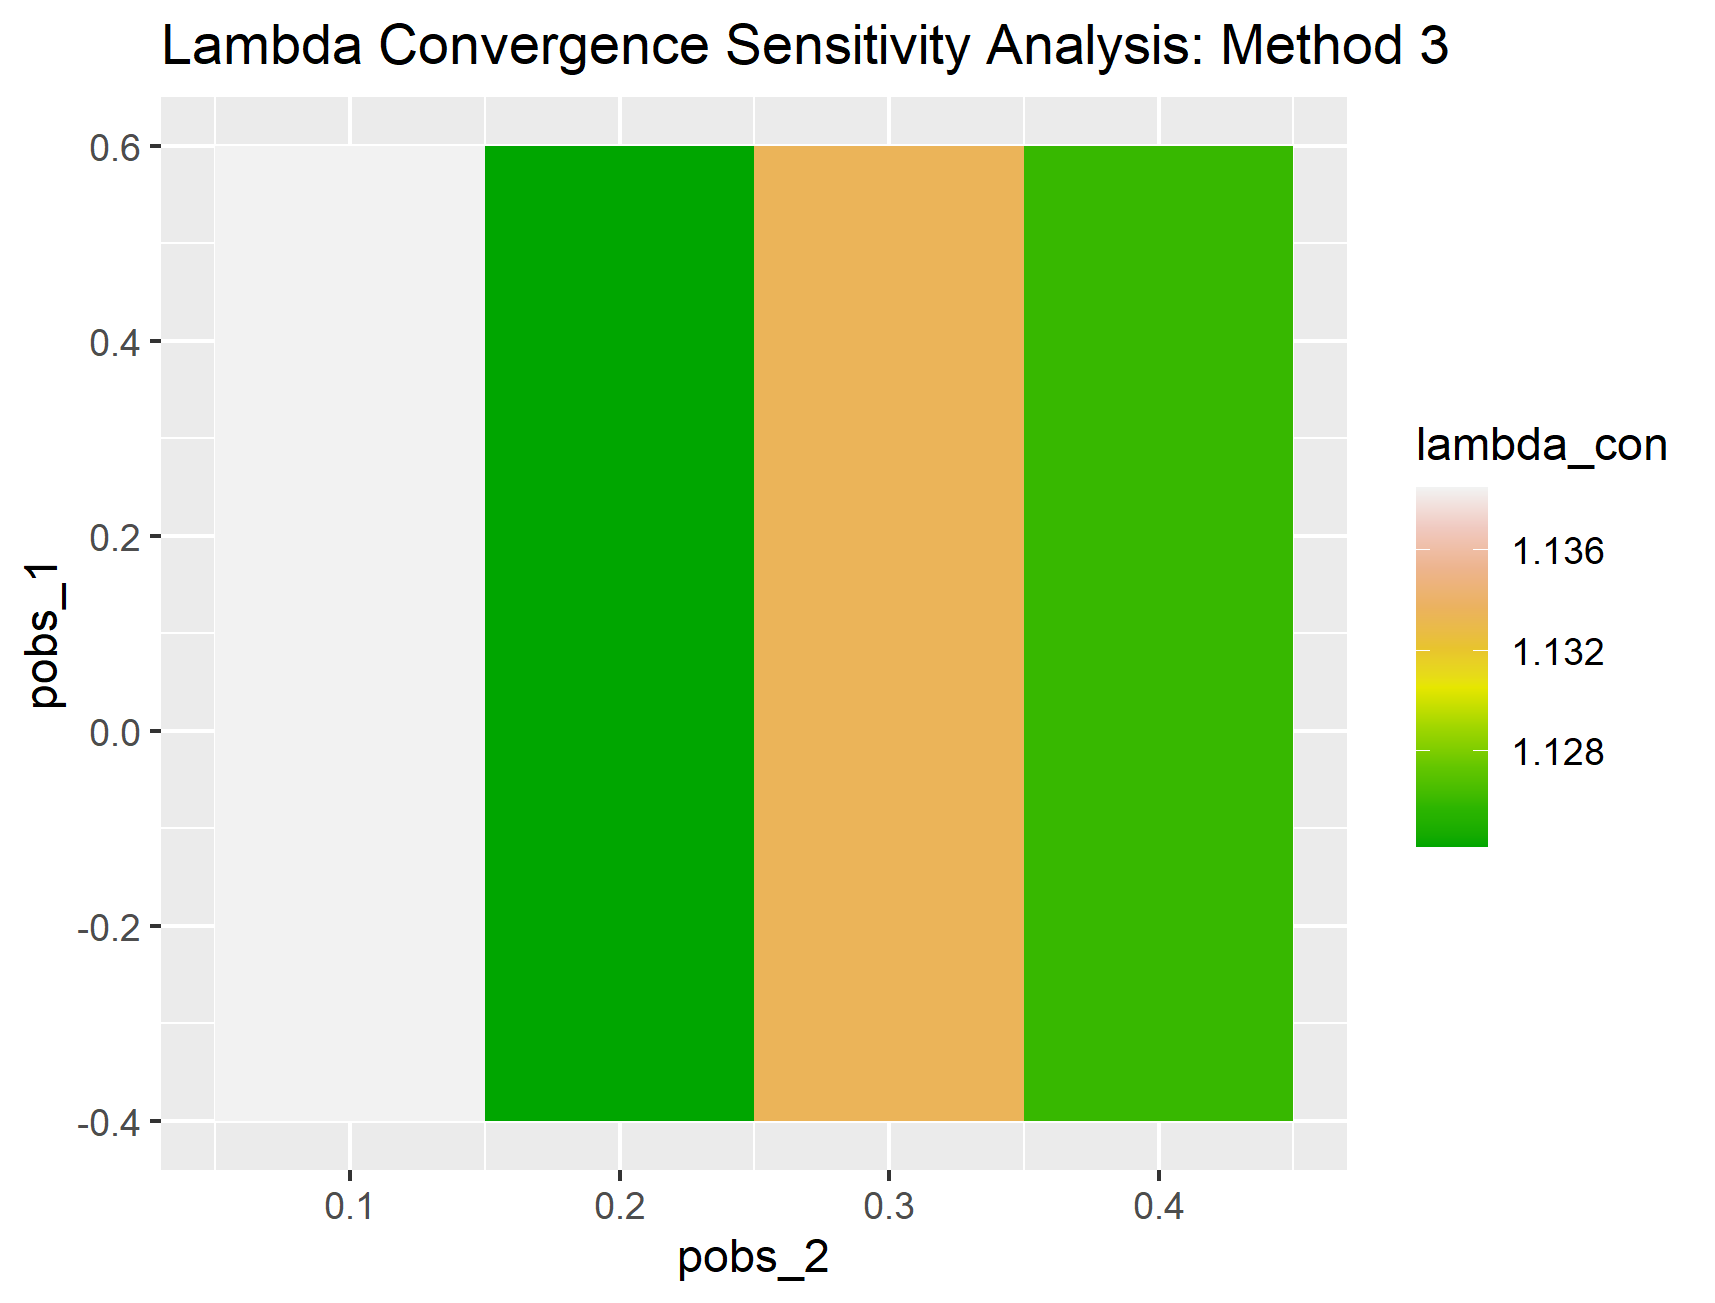 Lambda Convergence Sensitivity Analysis: Method 3
pobs_1
0.6
0.4
0.2
0.0
-0.2
-0.4
0.1 0.2 0.3 0.4
pobs_2
lambda_con
1.136
1.132
1.128